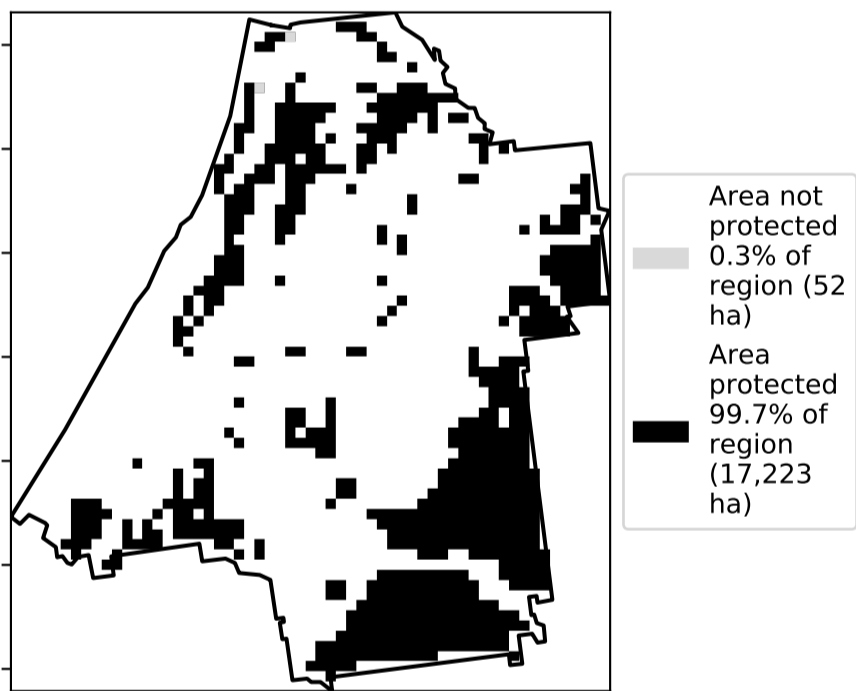 Area not
protected
0.3% of
region (52
ha)
Area
protected
99.7% of
region
(17,223
ha)